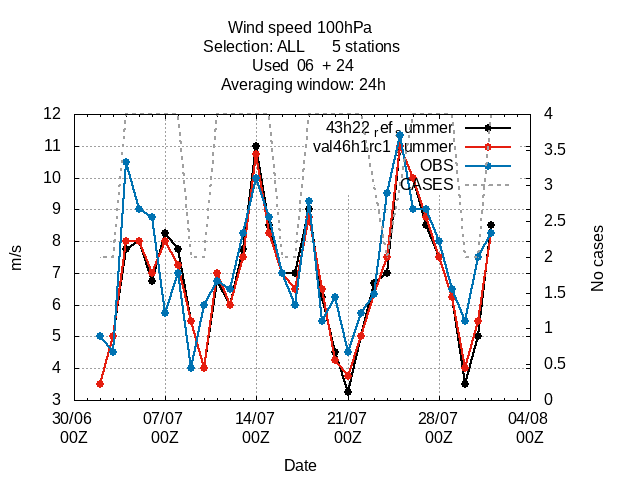 Wind speed 100hPa
Selection: ALL 5 stations
Used 06 + 24
Averaging window: 24h
12 11 10 9 8 7 6 5 4 3
m/s
43h22_ref_summer
val46h1rc1_summer
OBS
CASES
4 3.5 3 2.5 2 1.5 1 0.5 0
No cases
30/06 07/07 14/07 21/07 28/07 04/08
00Z 00Z 00Z 00Z 00Z 00Z
Date